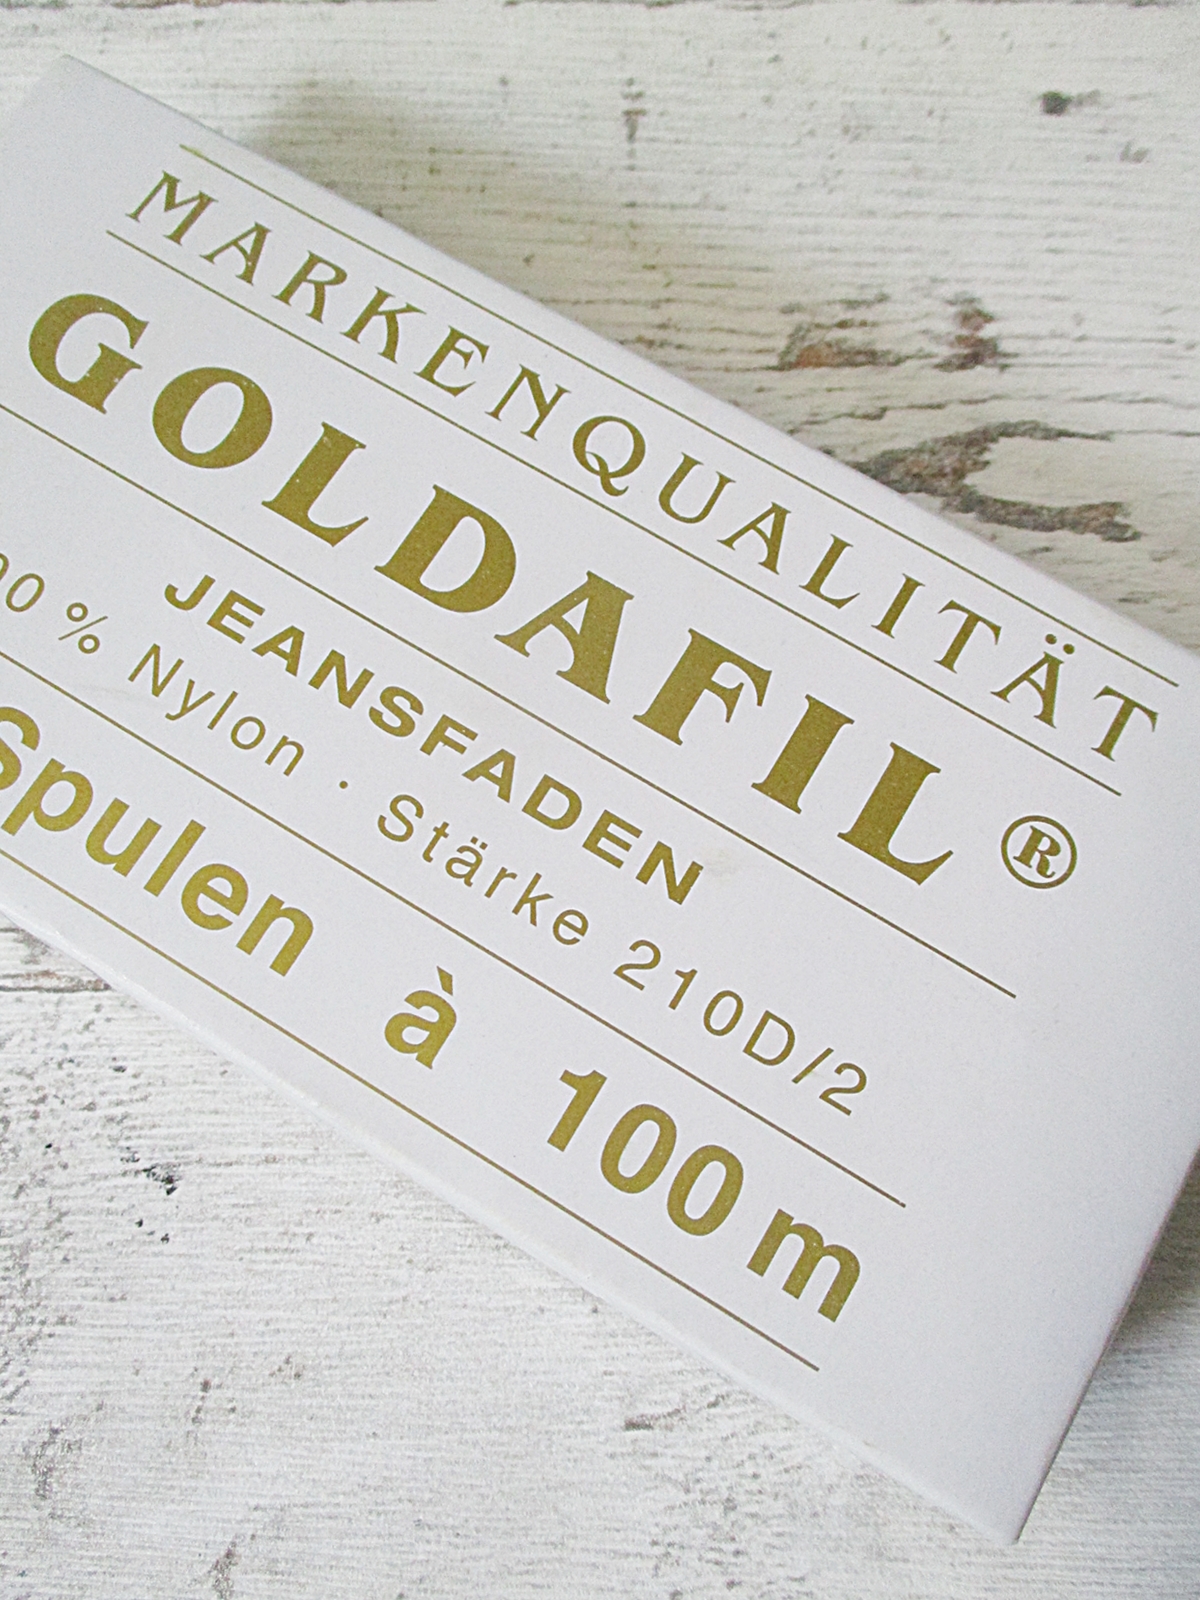 MARKENQUALITÄT
GOLDAFIL®
JEANSFADEN
% Nylon · Stärke 210D/2
Spulen à 100 m